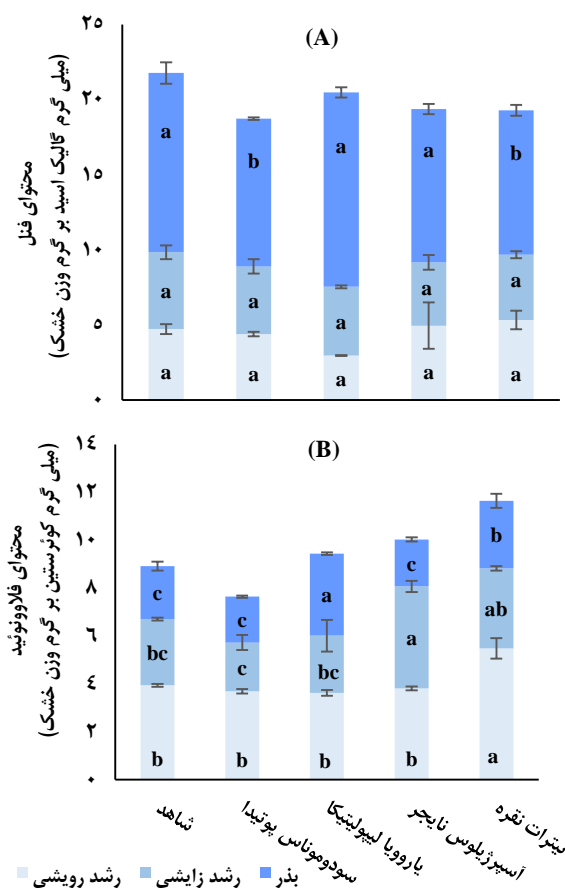 (A)
محتوای فنل
(میلی گرم گالیک اسید بر گرم وزن خشک)
۲۵
۲۰
۱۵
۱۰
۵
۰
a b a a b
a a a a a
a a a a a
(B)
محتوای فلاوونوئید
(میلی گرم کوئرستین بر گرم وزن خشک)
۱۴
۱۲
۱۰
۸
۶
۴
۲
۰
c c a c b
bc c bc a ab
b b b b a
شاهد
سودوموناس پوتیدا
یاروویا لیپولیتیکا
آسپرژیلوس نایجر
نیترات نقره
رشد رویشی رشد زایشی بذر